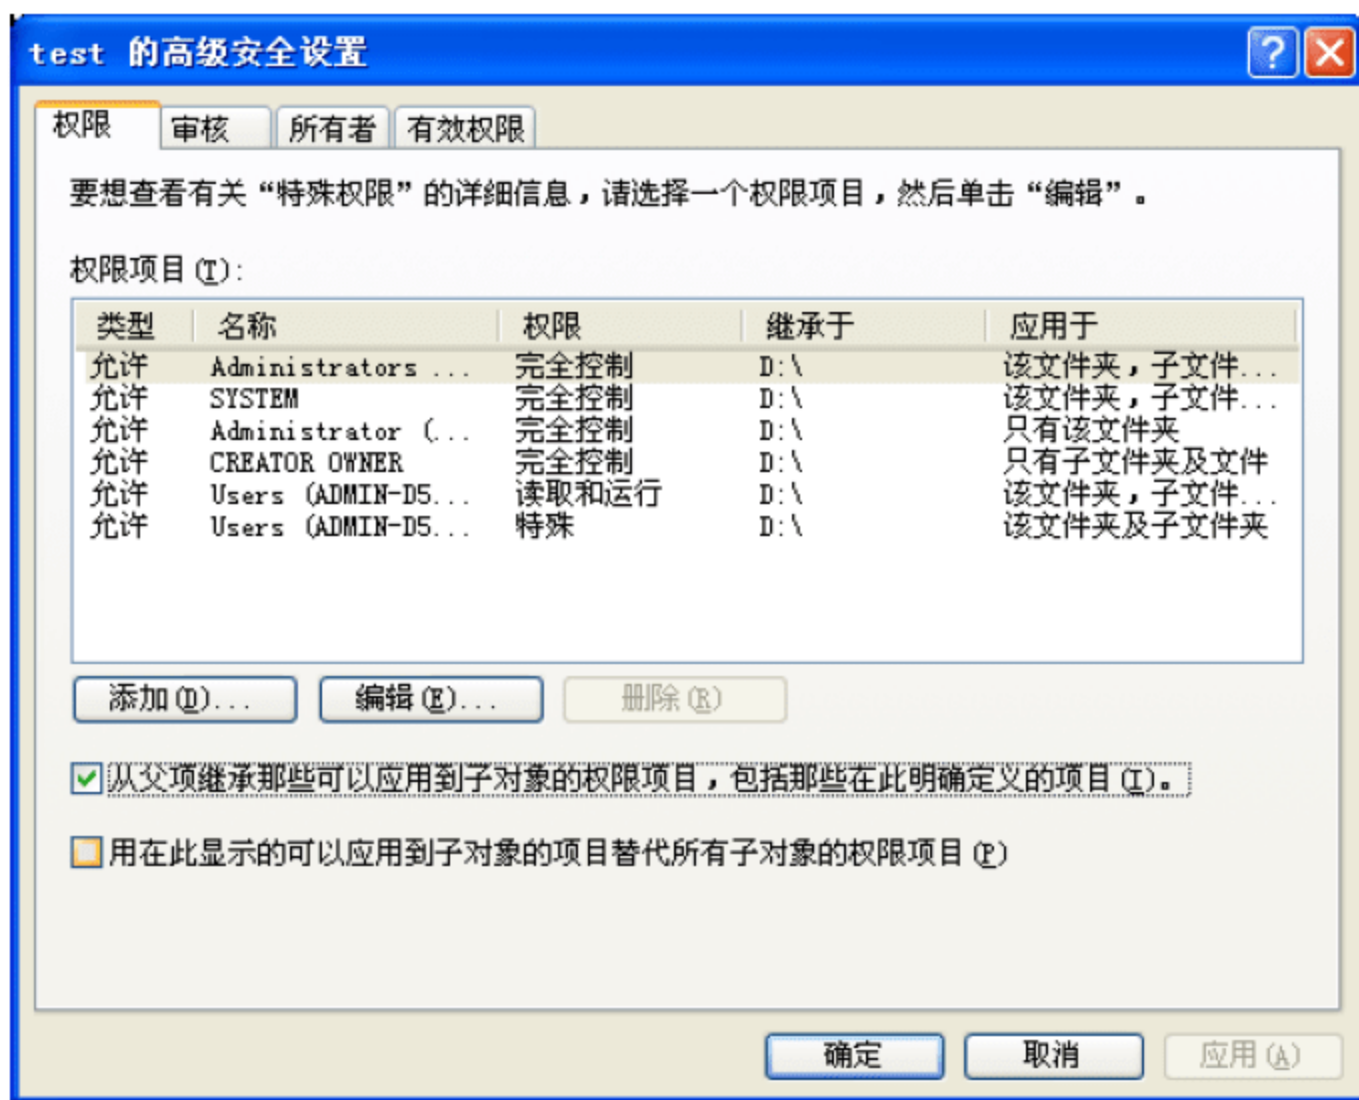 test 的高级安全设置
权限 审核 所有者 有效权限
要想查看有关“特殊权限”的详细信息，请选择一个权限项目，然后单击“编辑”。
权限项目(T):
类型 名称 权限 继承于 应用于
允许 Administrators ... 完全控制 D:\ 该文件夹，子文件...
允许 SYSTEM 完全控制 D:\ 该文件夹，子文件...
允许 Administrator (... 完全控制 D:\ 只有该文件夹
允许 CREATOR OWNER 完全控制 D:\ 只有子文件夹及文件
允许 Users (ADMIN-D5... 读取和运行 D:\ 该文件夹，子文件...
允许 Users (ADMIN-D5... 特殊 D:\ 该文件夹及子文件夹
添加(D)... 编辑(E)... 删除(R)
从父项继承那些可以应用到子对象的权限项目，包括那些在此明确定义的项目(I)。
用在此显示的可以应用到子对象的项目替代所有子对象的权限项目(P)
确定 取消 应用(A)